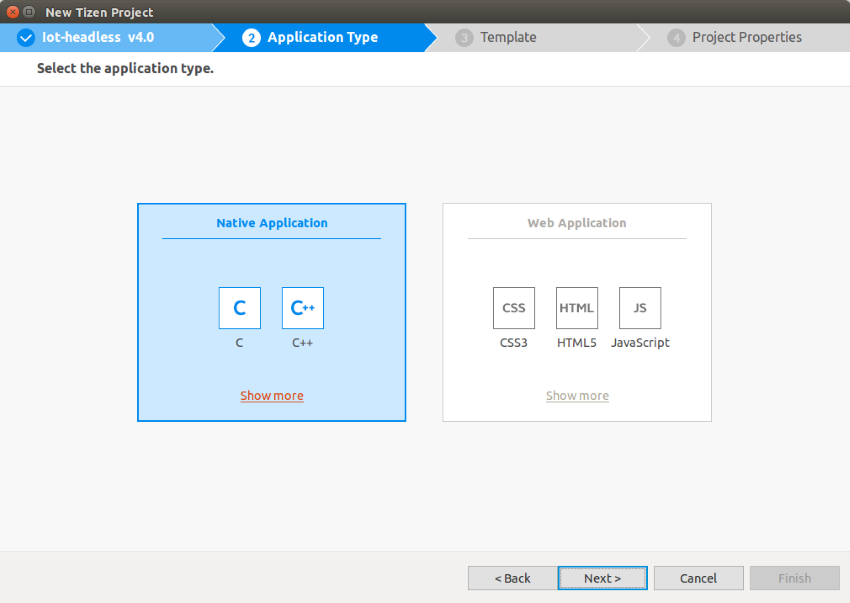 New Tizen Project
Iot-headless v4.0
2 Application Type
3 Template
4 Project Properties
Select the application type.
Native Application
C C++
C C++
Show more
Web Application
CSS HTML JS
CSS3 HTML5 JavaScript
Show more
< Back Next > Cancel Finish